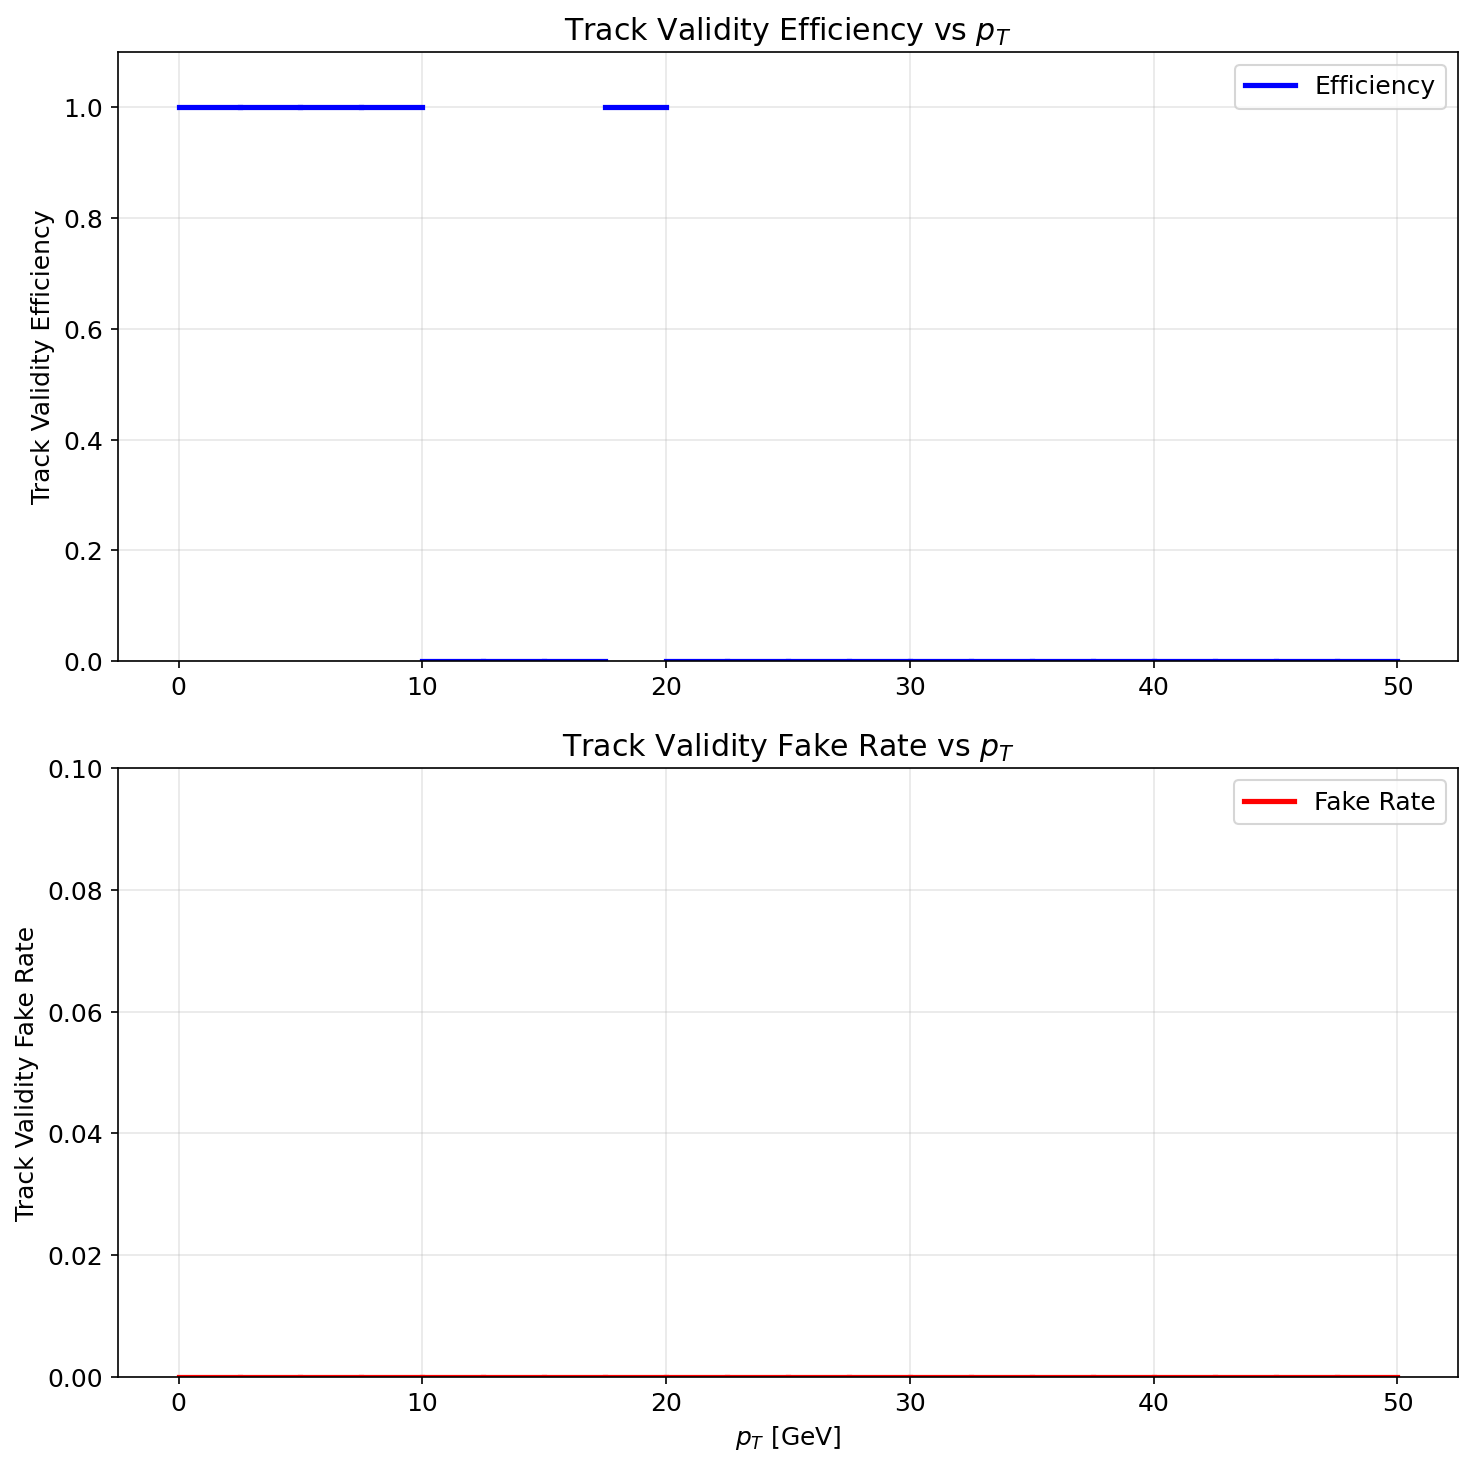 Track Validity Efficiency vs p_T
Efficiency
Track Validity Efficiency
1.0
0.8
0.6
0.4
0.2
0.0
0 10 20 30 40 50
Track Validity Fake Rate vs p_T
Fake Rate
Track Validity Fake Rate
0.10
0.08
0.06
0.04
0.02
0.00
0 10 20 30 40 50
p_T [GeV]